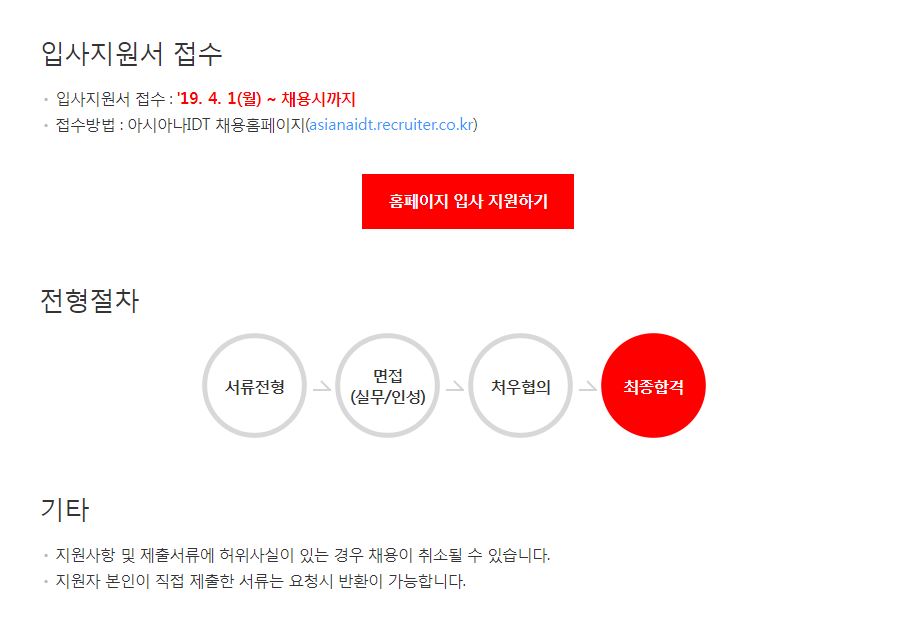 입사지원서 접수
입사지원서 접수 : '19. 4. 1(월) ~ 채용시까지
접수방법 : 아시아나IDT 채용홈페이지(asianaidt.recruiter.co.kr)
홈페이지 입사 지원하기
전형절차
서류전형
면접
(실무/인성)
처우협의
최종합격
기타
지원사항 및 제출서류에 허위사실이 있는 경우 채용이 취소될 수 있습니다.
지원자 본인이 직접 제출한 서류는 요청시 반환이 가능합니다.